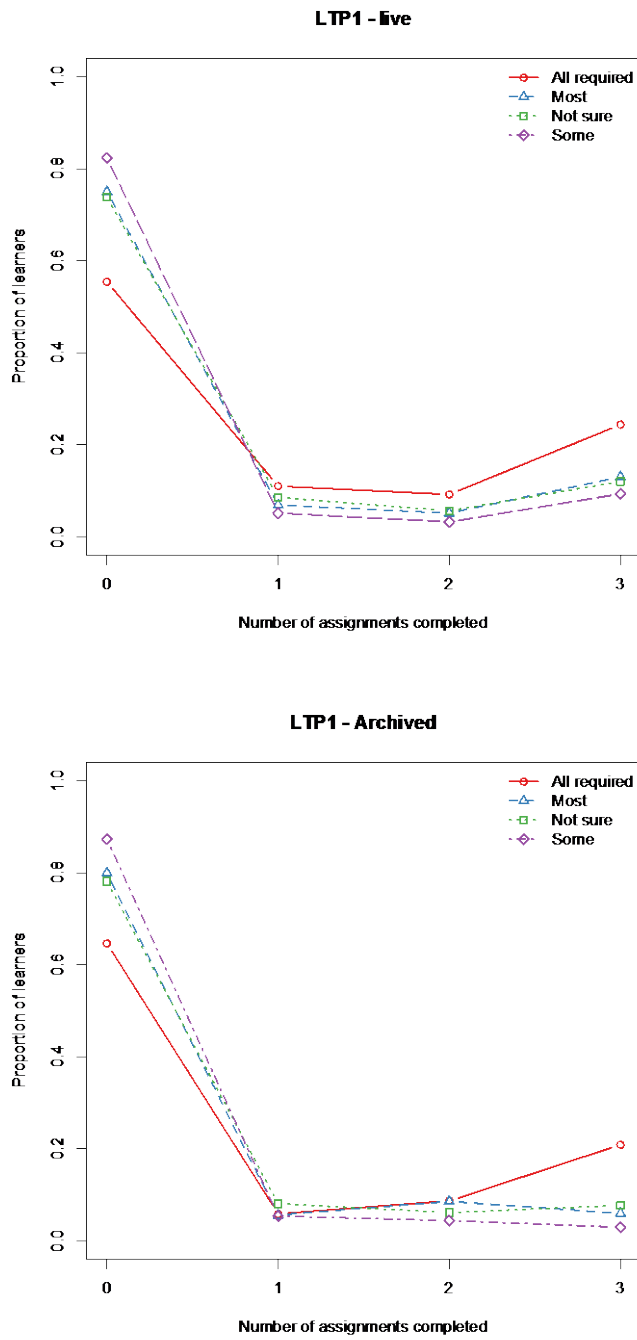 LTP1 - live
All required
Most
Not sure
Some
1.0
0.8
0.6
0.4
0.2
0.0
Proportion of learners
0 1 2 3
Number of assignments completed
LTP1 - Archived
All required
Most
Not sure
Some
1.0
0.8
0.6
0.4
0.2
0.0
Proportion of learners
0 1 2 3
Number of assignments completed